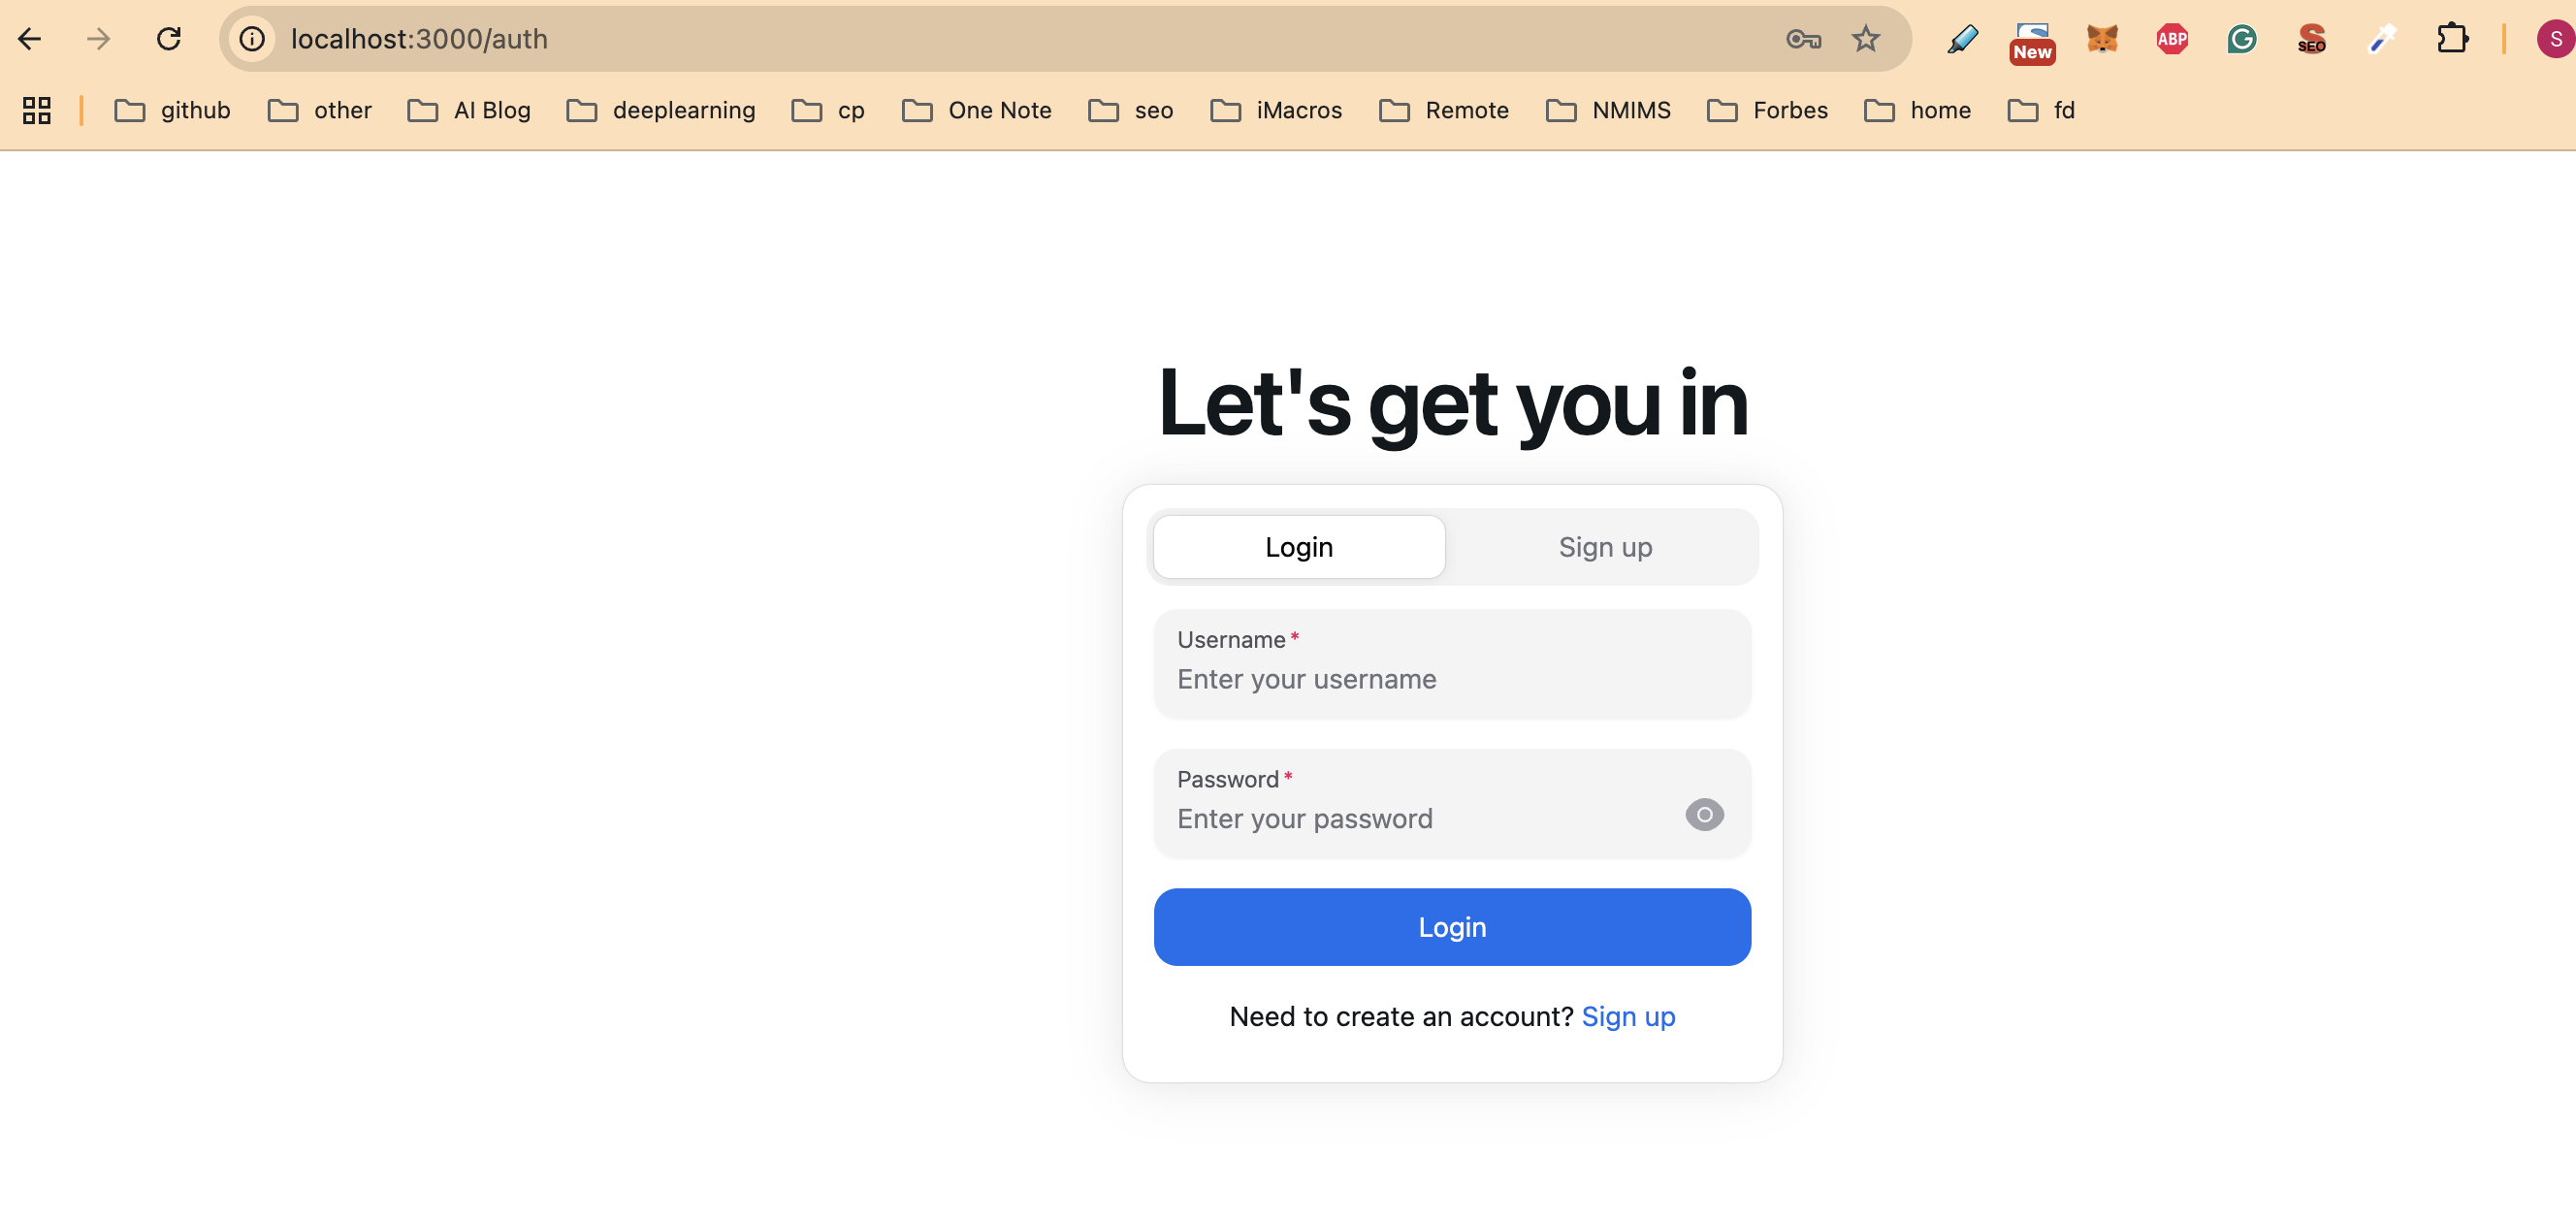 localhost:3000/auth
New
ABP
G
S
SEO
S
github other AI Blog deeplearning cp One Note seo iMacros Remote NMIMS Forbes home fd
Let's get you in
Login Sign up
Username *
Enter your username
Password *
Enter your password
Login
Need to create an account? Sign up